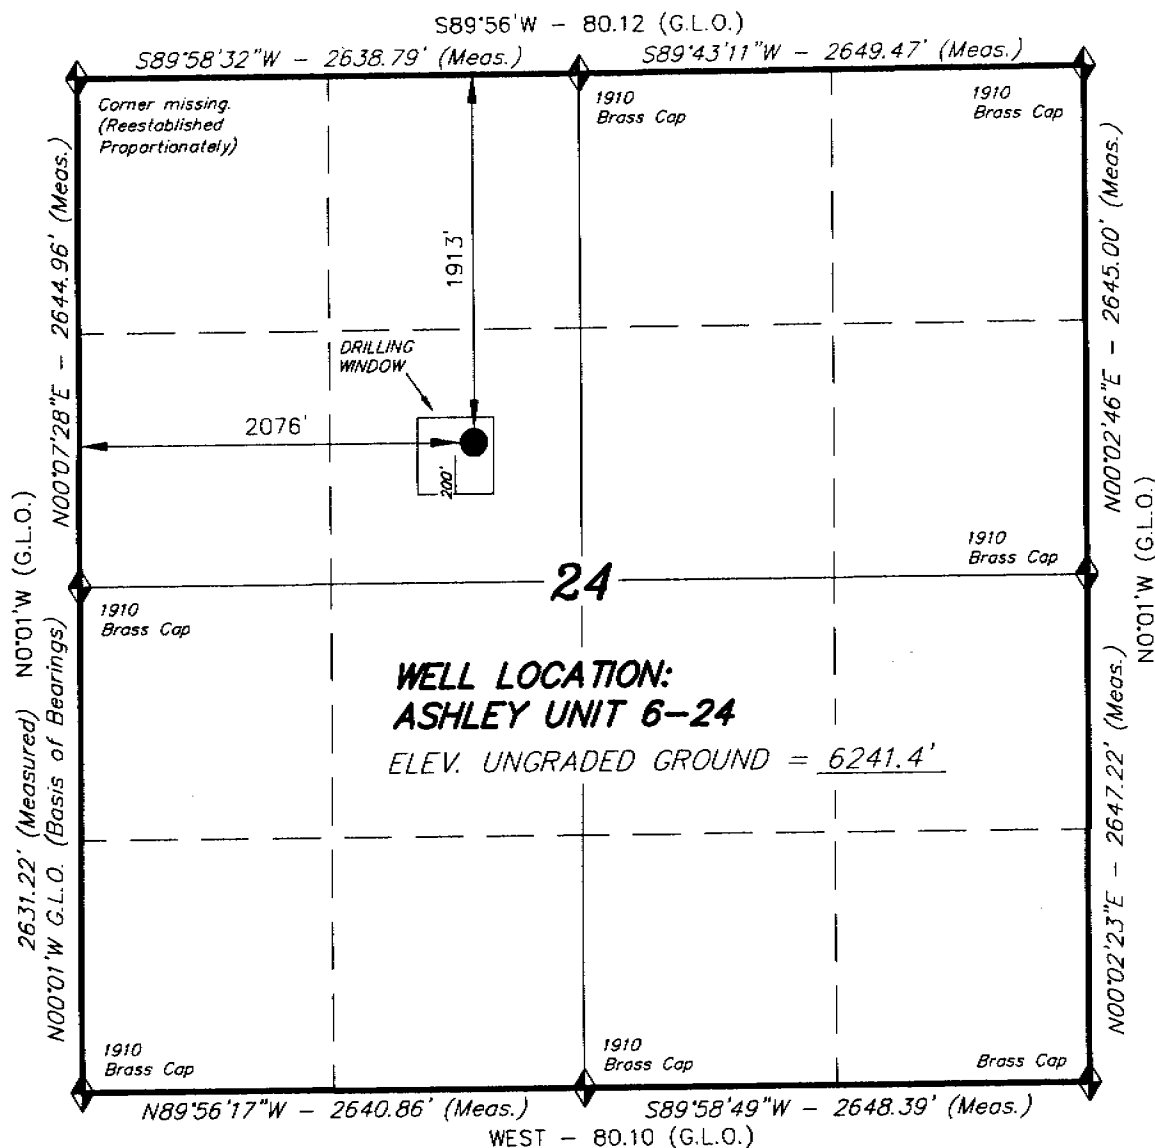 S89°56'W - 80.12 (G.L.O.)
S89°58'32"W - 2638.79' (Meas.)
S89°43'11"W - 2649.47' (Meas.)
Corner missing.
(Reestablished
Proportionately)
1910
Brass Cap
1910
Brass Cap
N00°07'28"E - 2644.96' (Meas.)
1913'
N00°02'46"E - 2645.00' (Meas.)
DRILLING
WINDOW
2076'
200'
N0°01'W (G.L.O.)
1910
Brass Cap
N0°01'W (G.L.O.)
24
1910
Brass Cap
WELL LOCATION:
ASHLEY UNIT 6-24
ELEV. UNGRADED GROUND = 6241.4'
2631.22' (Measured)
N00°01'W G.L.O. (Basis of Bearings)
N00°02'23"E - 2647.22' (Meas.)
1910
Brass Cap
1910
Brass Cap
Brass Cap
N89°56'17"W - 2640.86' (Meas.)
S89°58'49"W - 2648.39' (Meas.)
WEST - 80.10 (G.L.O.)